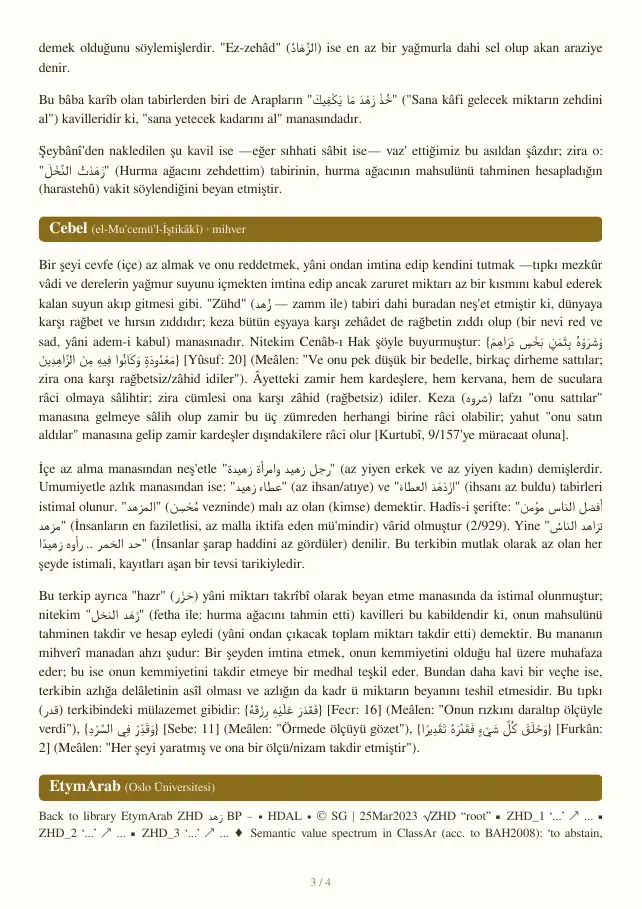 demek olduğunu söylemişlerdir. "Ez-zehâd" (الزَّهَادُ) ise en az bir yağmurla dahi sel olup akan araziye
denir.
Bu bâba karîb olan tabirlerden biri de Arapların "خُذْ زَهْدَ مَا يَكْفِيكَ" ("Sana kâfi gelecek miktarın zehdini
al") kavilleridir ki, "sana yetecek kadarını al" manasındadır.
Şeybânî'den nakledilen şu kavil ise —eğer sıhhati sâbit ise— vaz' ettiğimiz bu asıldan şâzdır; zira o:
"زَهَدْتُ النَّخْلَ" (Hurma ağacını zehdettim) tabirinin, hurma ağacının mahsulünü tahminen hesapladığın
(harastehû) vakit söylendiğini beyan etmiştir.
Cebel (el-Mu'cemü'l-İştikâkî) · mihver
Bir şeyi cevfe (içe) az almak ve onu reddetmek, yâni ondan imtina edip kendini tutmak —tıpkı mezkûr
vâdi ve derelerin yağmur suyunu içmekten imtina edip ancak zaruret miktarı az bir kısmını kabul ederek
kalan suyun akıp gitmesi gibi. "Zühd" (زُهد — zamm ile) tabiri dahi buradan neş'et etmiştir ki, dünyaya
karşı rağbet ve hırsın zıddıdır; keza bütün eşyaya karşı zehâdet de rağbetin zıddı olup (bir nevi red ve
sad, yâni adem-i kabul) manasınadır. Nitekim Cenâb-ı Hak şöyle buyurmuştur: {وَشَرَوْهُ بِثَمَنٍ بَخْسٍ دَرَاهِمَ
مَعْدُودَةٍ وَكَانُوا فِيهِ مِنَ الزَّاهِدِينَ} [Yûsuf: 20] (Meâlen: "Ve onu pek düşük bir bedelle, birkaç dirheme sattılar;
zira ona karşı rağbetsiz/zâhid idiler"). Âyetteki zamir hem kardeşlere, hem kervana, hem de suculara
râci olmaya sâlihtir; zira cümlesi ona karşı zâhid (rağbetsiz) idiler. Keza (شروه) lafzı "onu sattılar"
manasına gelmeye sâlih olup zamir bu üç zümreden herhangi birine râci olabilir; yahut "onu satın
aldılar" manasına gelip zamir kardeşler dışındakilere râci olur [Kurtubî, 9/157'ye müracaat oluna].
İçe az alma manasından neş'etle "رجل زهيد وامرأة زهيدة" (az yiyen erkek ve az yiyen kadın) demişlerdir.
Umumiyetle azlık manasından ise: "عطاء زهيد" (az ihsan/atıye) ve "ازْدَهَدَ العطاءَ" (ihsanı az buldu) tabirleri
istimal olunur. "المزهد" (مُحْسِن vezninde) malı az olan (kimse) demektir. Hadîs-i şerifte: "أفضل الناس مؤمن
مزهد" (İnsanların en faziletlisi, az malla iktifa eden mü'mindir) vârid olmuştur (2/929). Yine "تزاهد الناسُ
حد الخمر .. رأوه زهيدًا" (İnsanlar şarap haddini az gördüler) denilir. Bu terkibin mutlak olarak az olan her
şeyde istimali, kayıtları aşan bir tevsi tarikiyledir.
Bu terkip ayrıca "hazr" (حَزْر) yâni miktarı takrîbî olarak beyan etme manasında da istimal olunmuştur;
nitekim "زَهَد النخل" (fetha ile: hurma ağacını tahmin etti) kavilleri bu kabildendir ki, onun mahsulünü
tahminen takdir ve hesap eyledi (yâni ondan çıkacak toplam miktarı takdir etti) demektir. Bu mananın
mihverî manadan ahzı şudur: Bir şeyden imtina etmek, onun kemmiyetini olduğu hal üzere muhafaza
eder; bu ise onun kemmiyetini takdir etmeye bir medhal teşkil eder. Bundan daha kavi bir veçhe ise,
terkibin azlığa delâletinin asîl olması ve azlığın da kadr ü miktarın beyanını teshil etmesidir. Bu tıpkı
(قدر) terkibindeki mülazemet gibidir: {فَقَدَرَ عَلَيْهِ رِزْقَهُ} [Fecr: 16] (Meâlen: "Onun rızkını daraltıp ölçüyle
verdi"), {وَقَدِّرْ فِي السَّرْدِ} [Sebe: 11] (Meâlen: "Örmede ölçüyü gözet"), {وَخَلَقَ كُلَّ شَيْءٍ فَقَدَّرَهُ تَقْدِيرًا} [Furkân:
2] (Meâlen: "Her şeyi yaratmış ve ona bir ölçü/nizam takdir etmiştir").
EtymArab (Oslo Üniversitesi)
Back to library EtymArab ZHD زهد BP – • HDAL • © SG | 25Mar2023 √ZHD “root” ▪ ZHD_1 ‘...’ ↗ ... ▪
ZHD_2 ‘...’ ↗ ... ▪ ZHD_3 ‘...’ ↗ ... ♦ Semantic value spectrum in ClassAr (acc. to BAH2008): ‘to abstain,
3 / 4